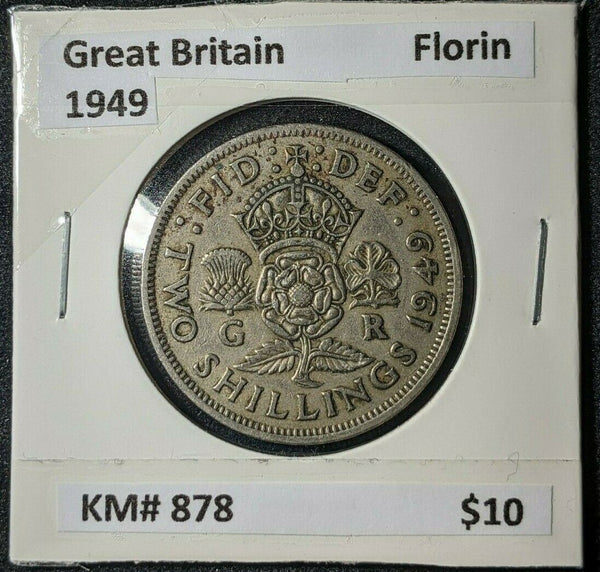 Great Britain Florin
1949
TWO · FID : DEF · 1949
G R
SHILLINGS
KM# 878 $10